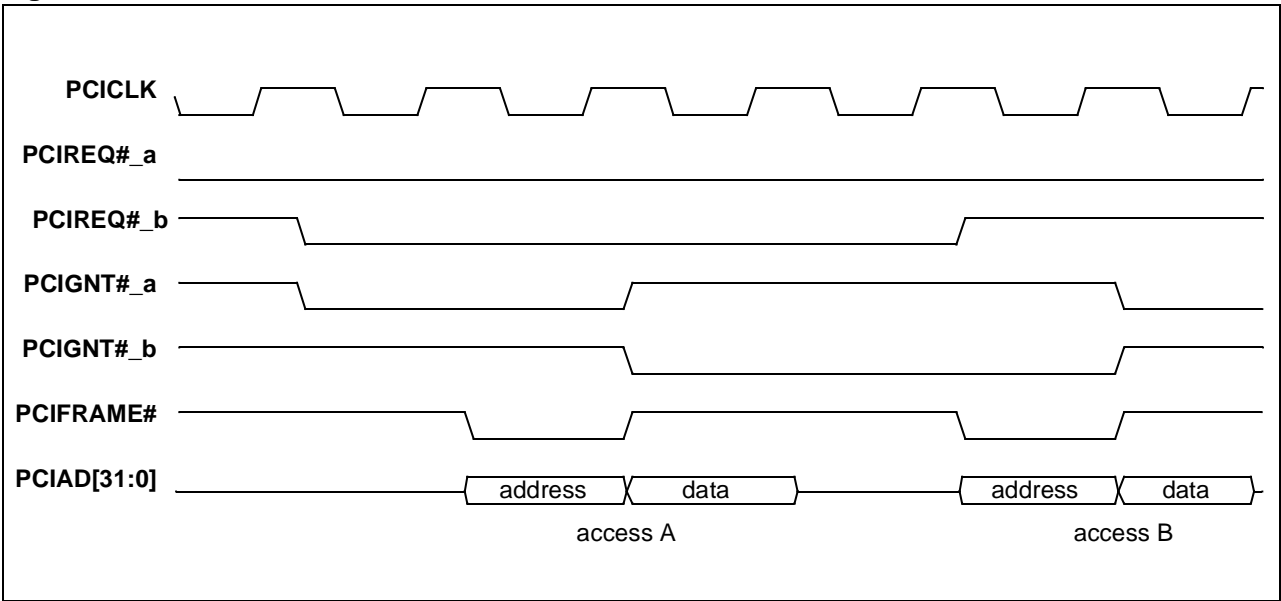 PCICLK
PCIREQ#_a
PCIREQ#_b
PCIGNT#_a
PCIGNT#_b
PCIFRAME#
PCIAD[31:0]
address data address data
access A access B